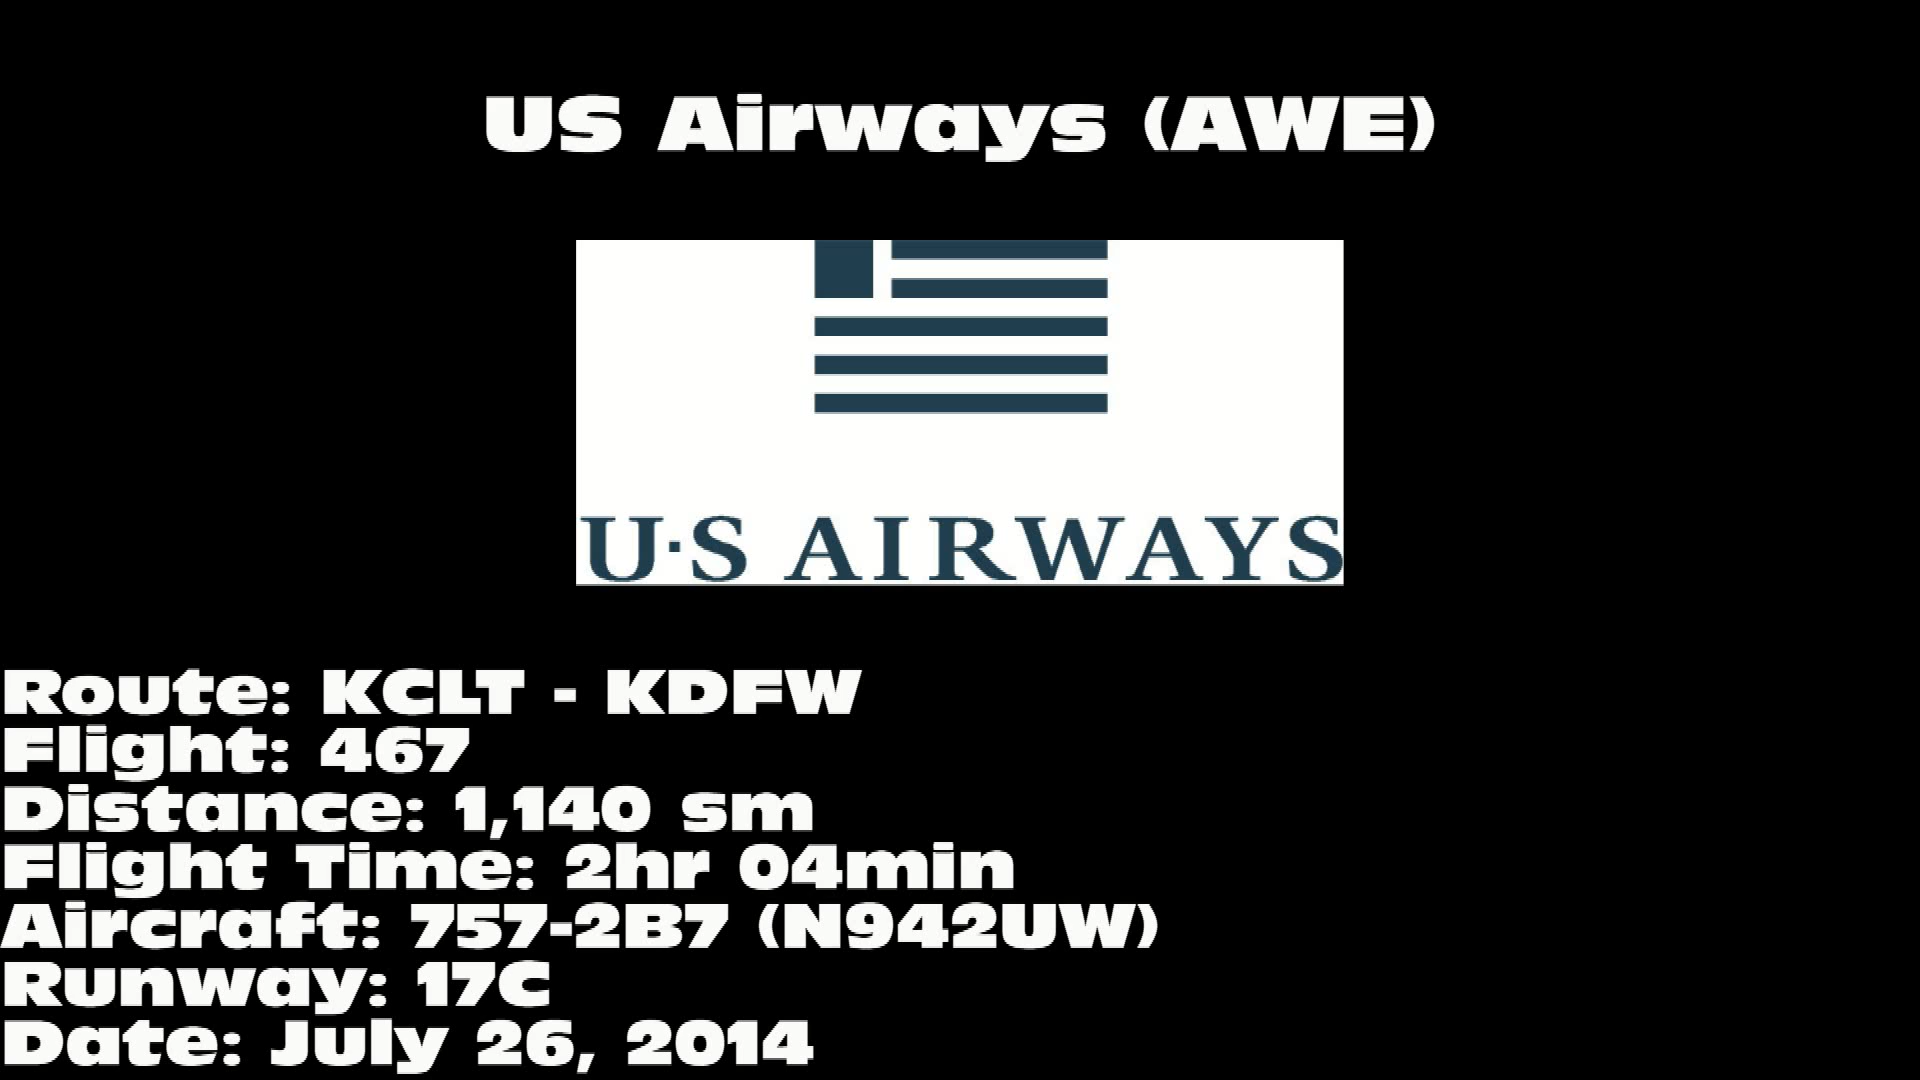 US Airways (AWE)
U·S AIRWAYS
Route: KCLT - KDFW
Flight: 467
Distance: 1,140 sm
Flight Time: 2hr 04min
Aircraft: 757-2B7 (N942UW)
Runway: 17C
Date: July 26, 2014